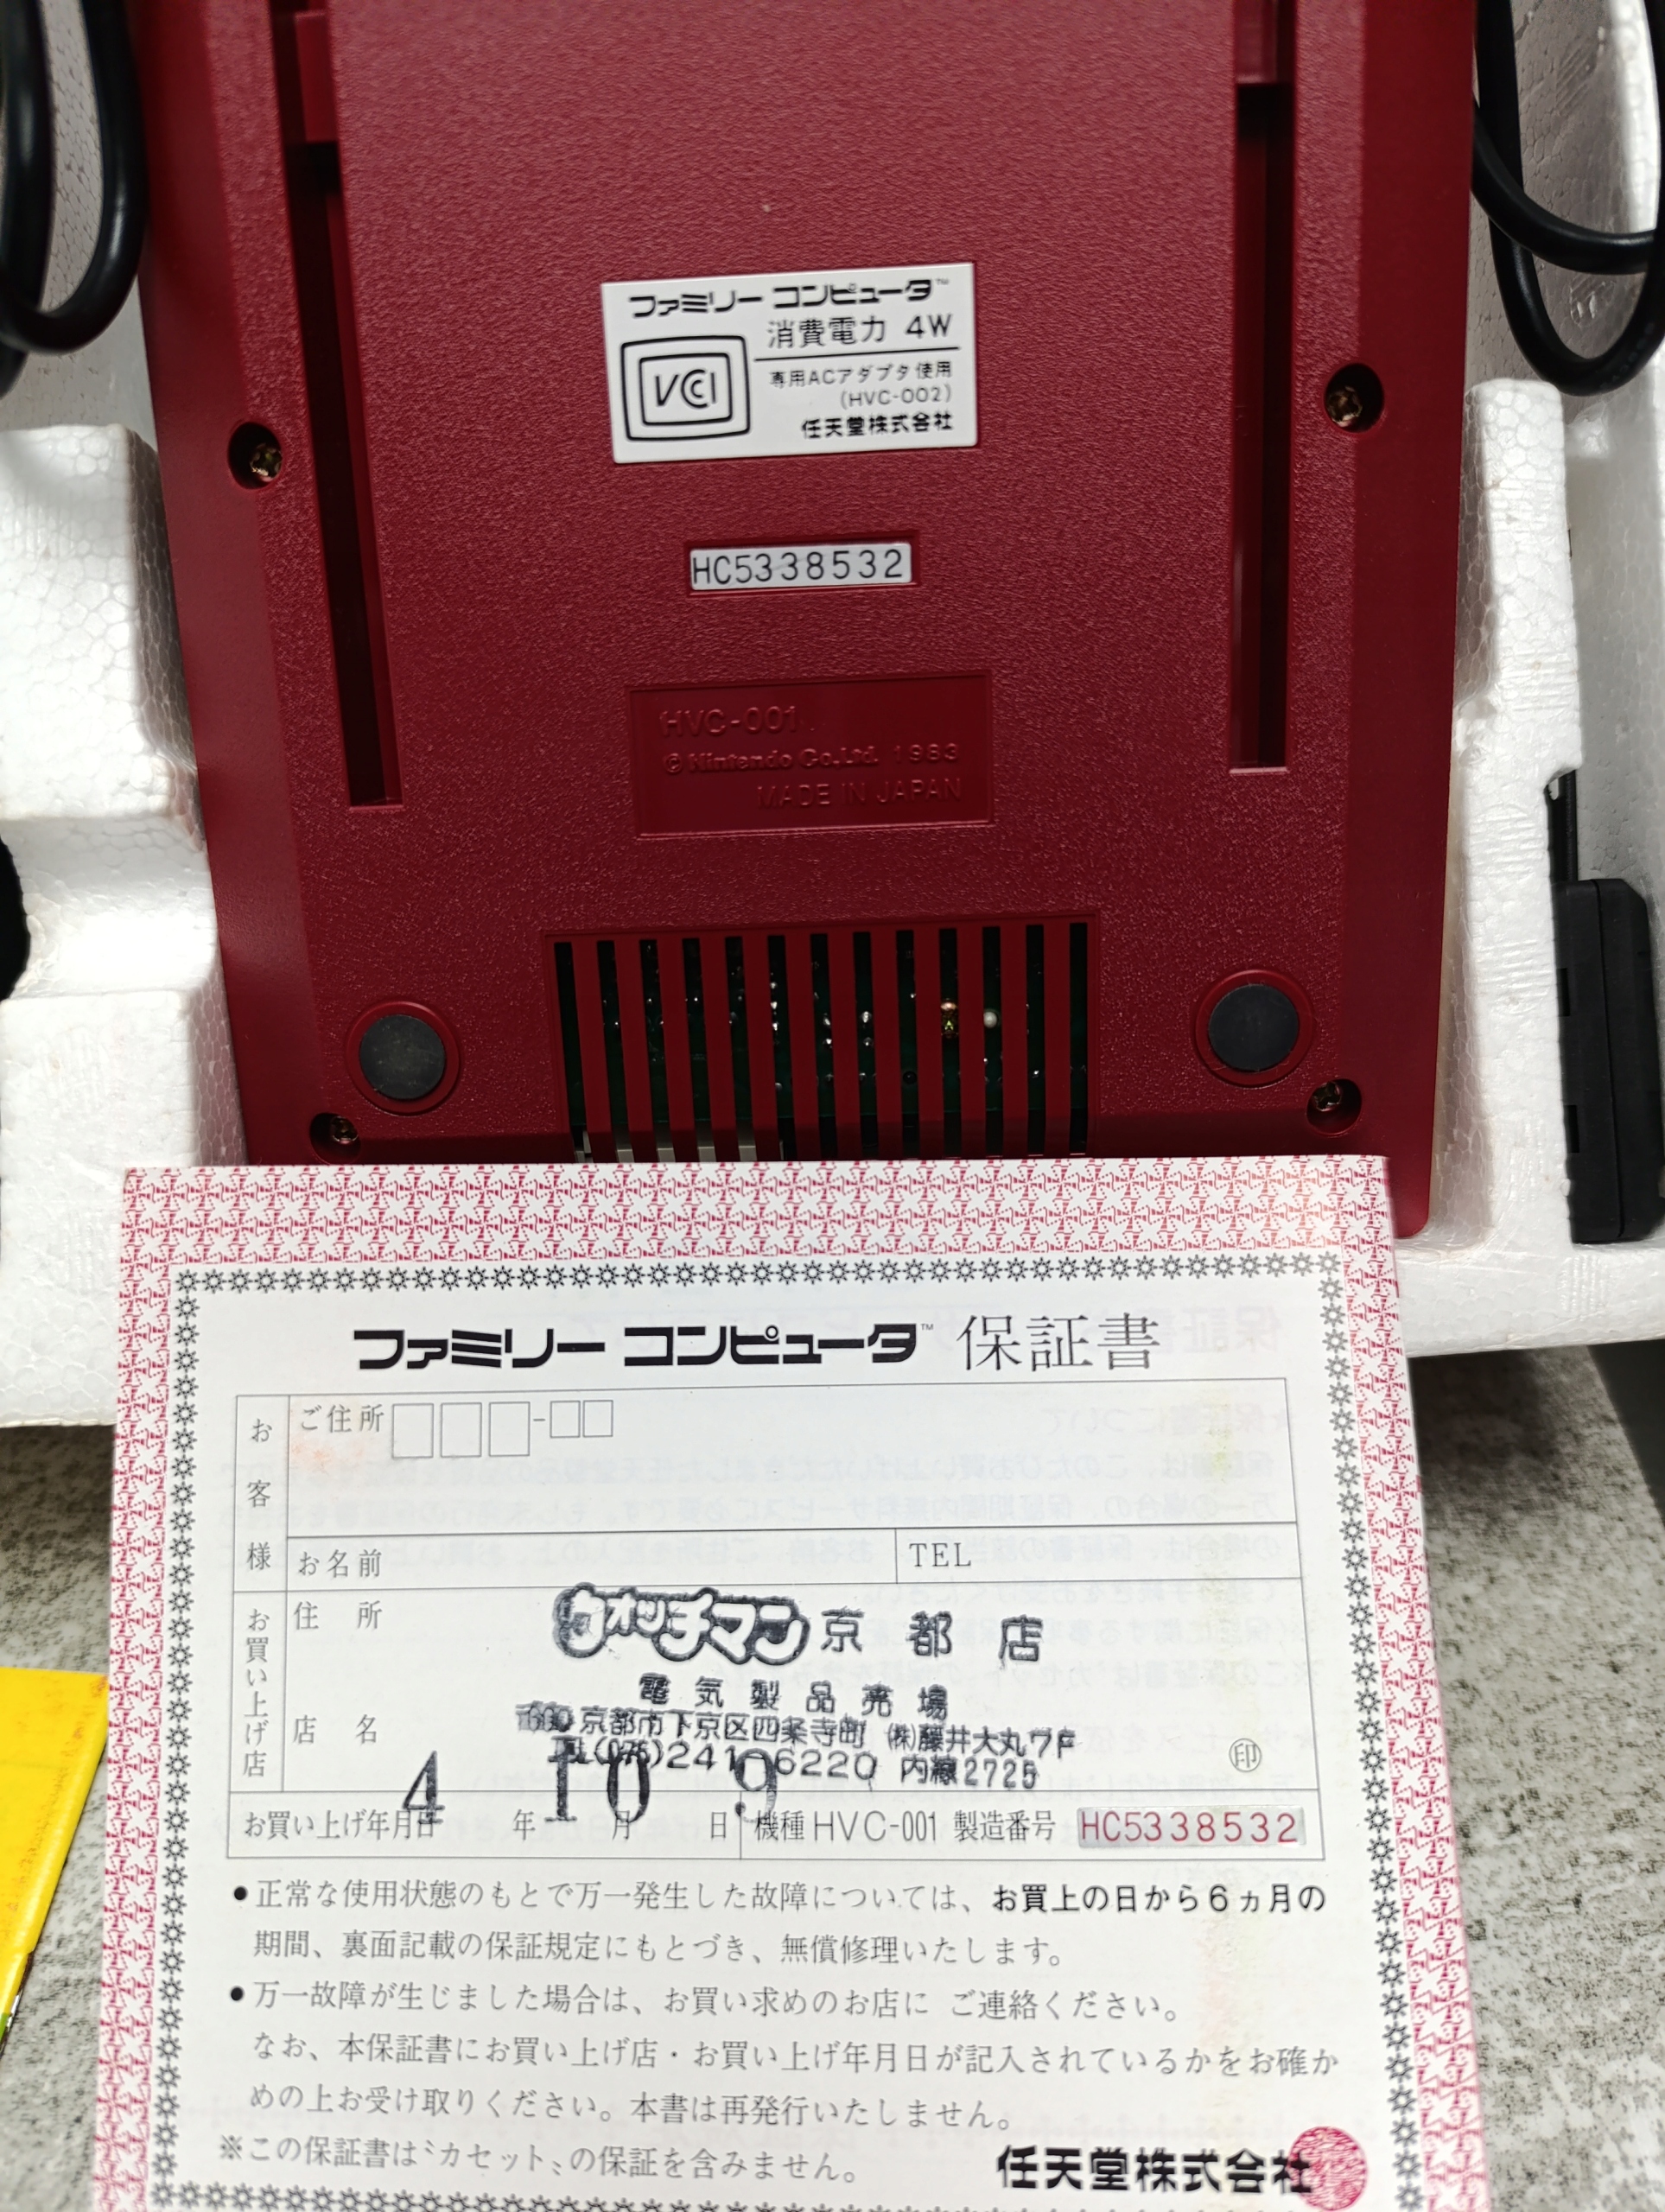 ファミリー コンピュータ™
消費電力 4W
VCCI
専用ACアダプタ使用
(HVC-002)
任天堂株式会社
HC5338532
HVC-001
© Nintendo Co.,Ltd. 1983
MADE IN JAPAN
ファミリー コンピュータ™ 保証書
お客様
ご住所 □□□-□□
お名前
TEL
お買い上げ店
住所
ウオッチマン京都店
電気製品売場
京都市下京区四条寺町 ㈱藤井大丸7F
店名
(075)241-6220 内線2725
印
4 10 9
お買い上げ年月日 年 月 日 機種 HVC-001 製造番号 HC5338532
●正常な使用状態のもとで万一発生した故障については、お買上の日から6ヵ月の
期間、裏面記載の保証規定にもとづき、無償修理いたします。
●万一故障が生じました場合は、お買い求めのお店に ご連絡ください。
なお、本保証書にお買い上げ店・お買い上げ年月日が記入されているかをお確か
めの上お受け取りください。本書は再発行いたしません。
※この保証書は〝カセット〟の保証を含みません。
任天堂株式会社